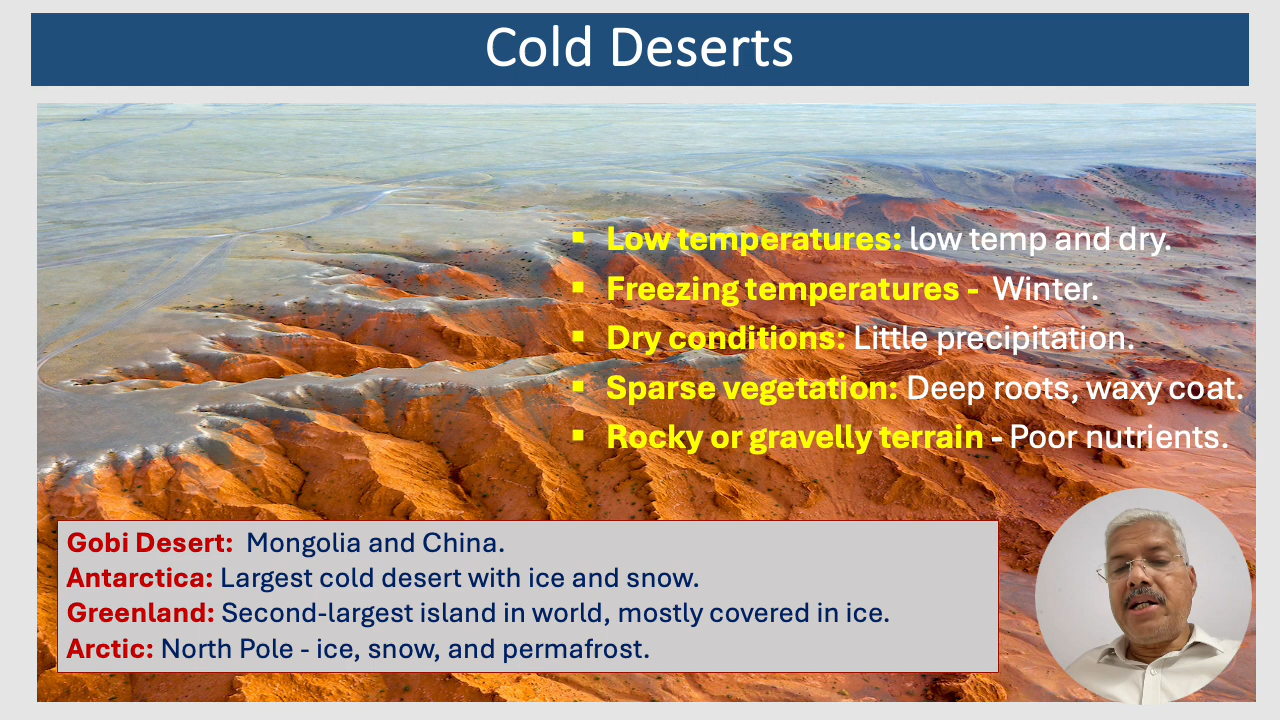 Cold Deserts
▪ Low temperatures: low temp and dry.
▪ Freezing temperatures - Winter.
▪ Dry conditions: Little precipitation.
▪ Sparse vegetation: Deep roots, waxy coat.
▪ Rocky or gravelly terrain - Poor nutrients.
Gobi Desert: Mongolia and China.
Antarctica: Largest cold desert with ice and snow.
Greenland: Second-largest island in world, mostly covered in ice.
Arctic: North Pole - ice, snow, and permafrost.